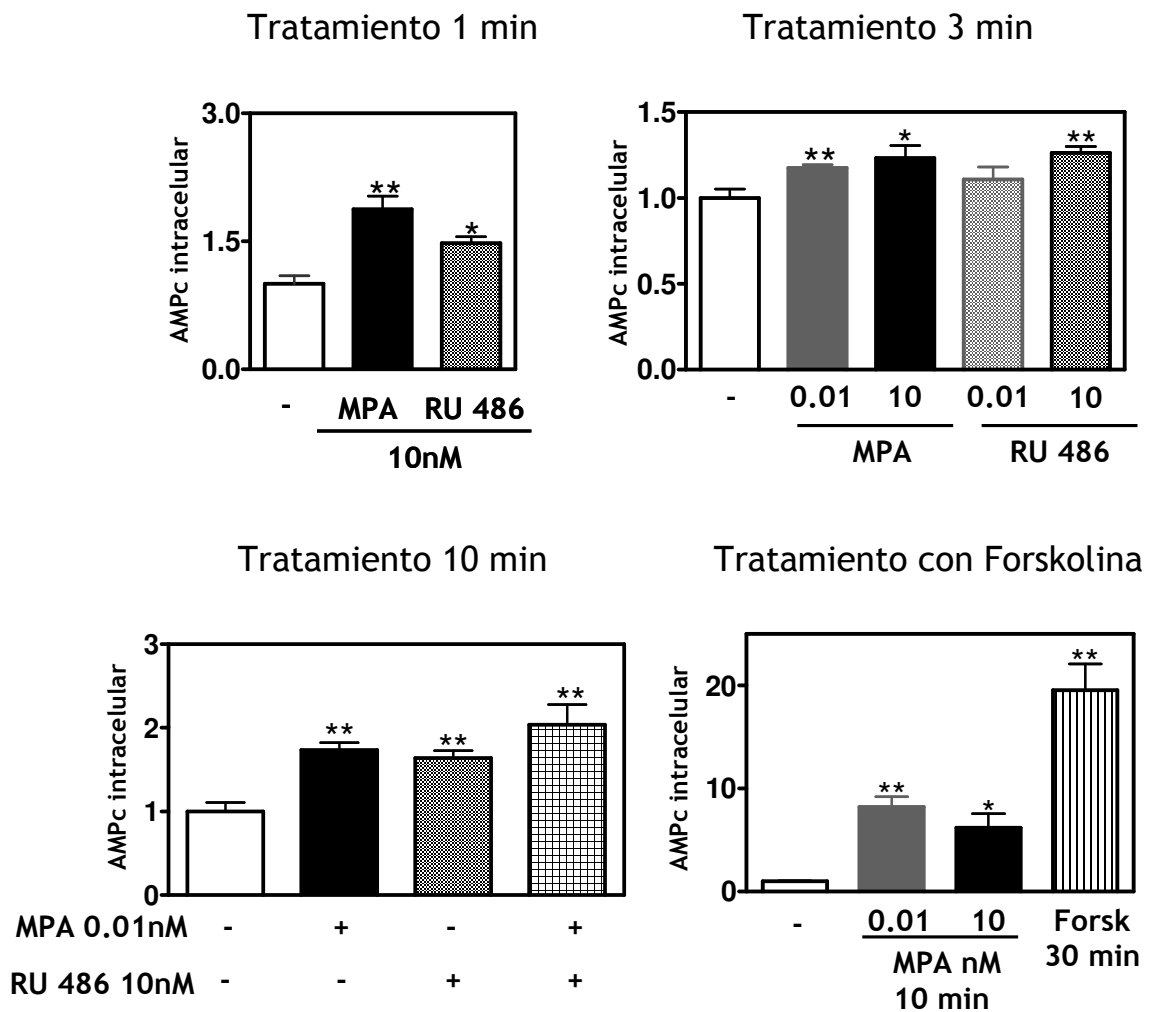 Tratamiento 1 min
AMPc intracelular
3.0
**
*
1.5
0.0
- MPA RU 486
10nM
Tratamiento 3 min
AMPc intracelular
1.5
** * **
1.0
0.5
0.0
- 0.01 10 0.01 10
MPA RU 486
Tratamiento 10 min
AMPc intracelular
3
** ** **
2
1
0
MPA 0.01nM - + - +
RU 486 10nM - - + +
Tratamiento con Forskolina
AMPc intracelular
**
20
** *
10
0
- 0.01 10 Forsk
MPA nM 30 min
10 min